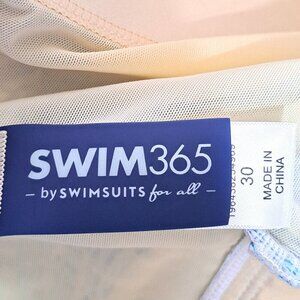 SWIM365
- by SWIMSUITS for all -
30
MADE IN
CHINA